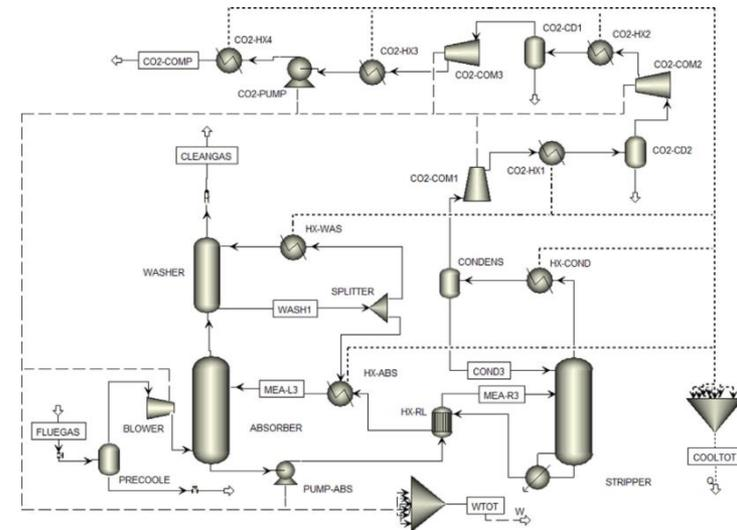 CO2-HX4
CO2-COMP
CO2-PUMP
CO2-HX3
CO2-COM3
CO2-CD1
CO2-HX2
CO2-COM2
CLEANGAS
CO2-COM1
CO2-HX1
CO2-CD2
HX-WAS
WASHER
SPLITTER
WASH1
CONDENS
HX-COND
HX-ABS
COND3
MEA-L3
MEA-R3
HX-RL
BLOWER
ABSORBER
FLUEGAS
PRECOOLE
PUMP-ABS
STRIPPER
COOLTOT
Q
WTOT
W